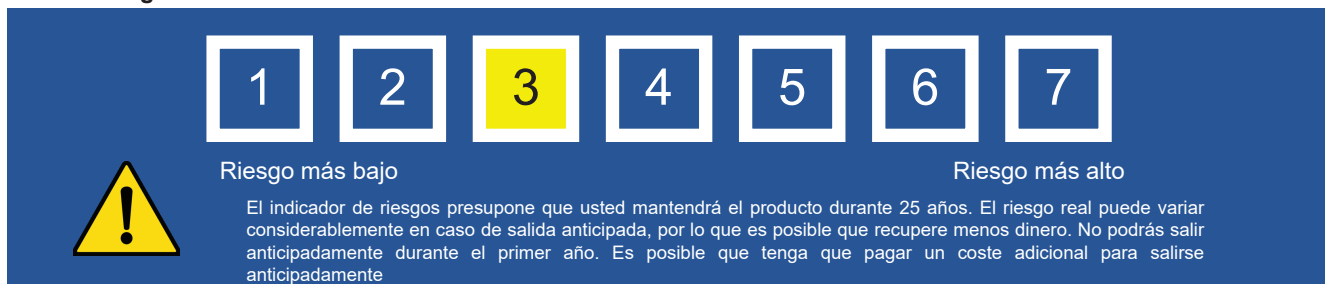 1 2 3 4 5 6 7
Riesgo más bajo Riesgo más alto
El indicador de riesgos presupone que usted mantendrá el producto durante 25 años. El riesgo real puede variar
considerablemente en caso de salida anticipada, por lo que es posible que recupere menos dinero. No podrás salir
anticipadamente durante el primer año. Es posible que tenga que pagar un coste adicional para salirse
anticipadamente